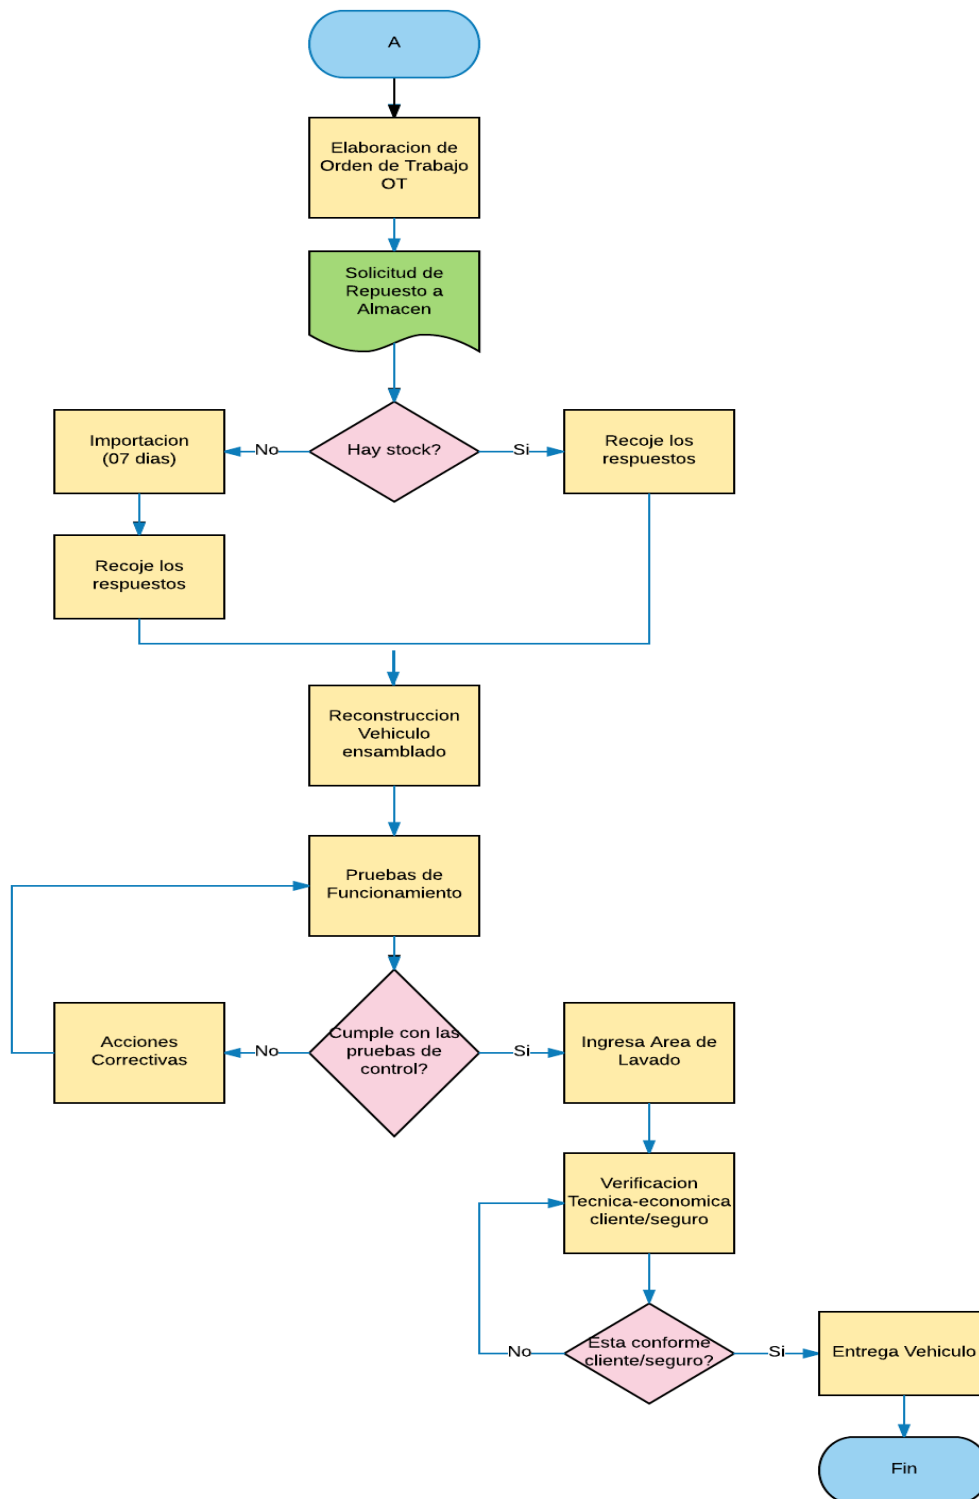 A
Elaboracion de
Orden de Trabajo
OT
Solicitud de
Repuesto a
Almacen
Importacion
(07 dias)
No
Hay stock?
Si
Recoje los
respuestos
Recoje los
respuestos
Reconstruccion
Vehiculo
ensamblado
Pruebas de
Funcionamiento
Acciones
Correctivas
No
Cumple con las
pruebas de
control?
Si
Ingresa Area de
Lavado
Verificacion
Tecnica-economica
cliente/seguro
No
Esta conforme
cliente/seguro?
Si
Entrega Vehiculo
Fin